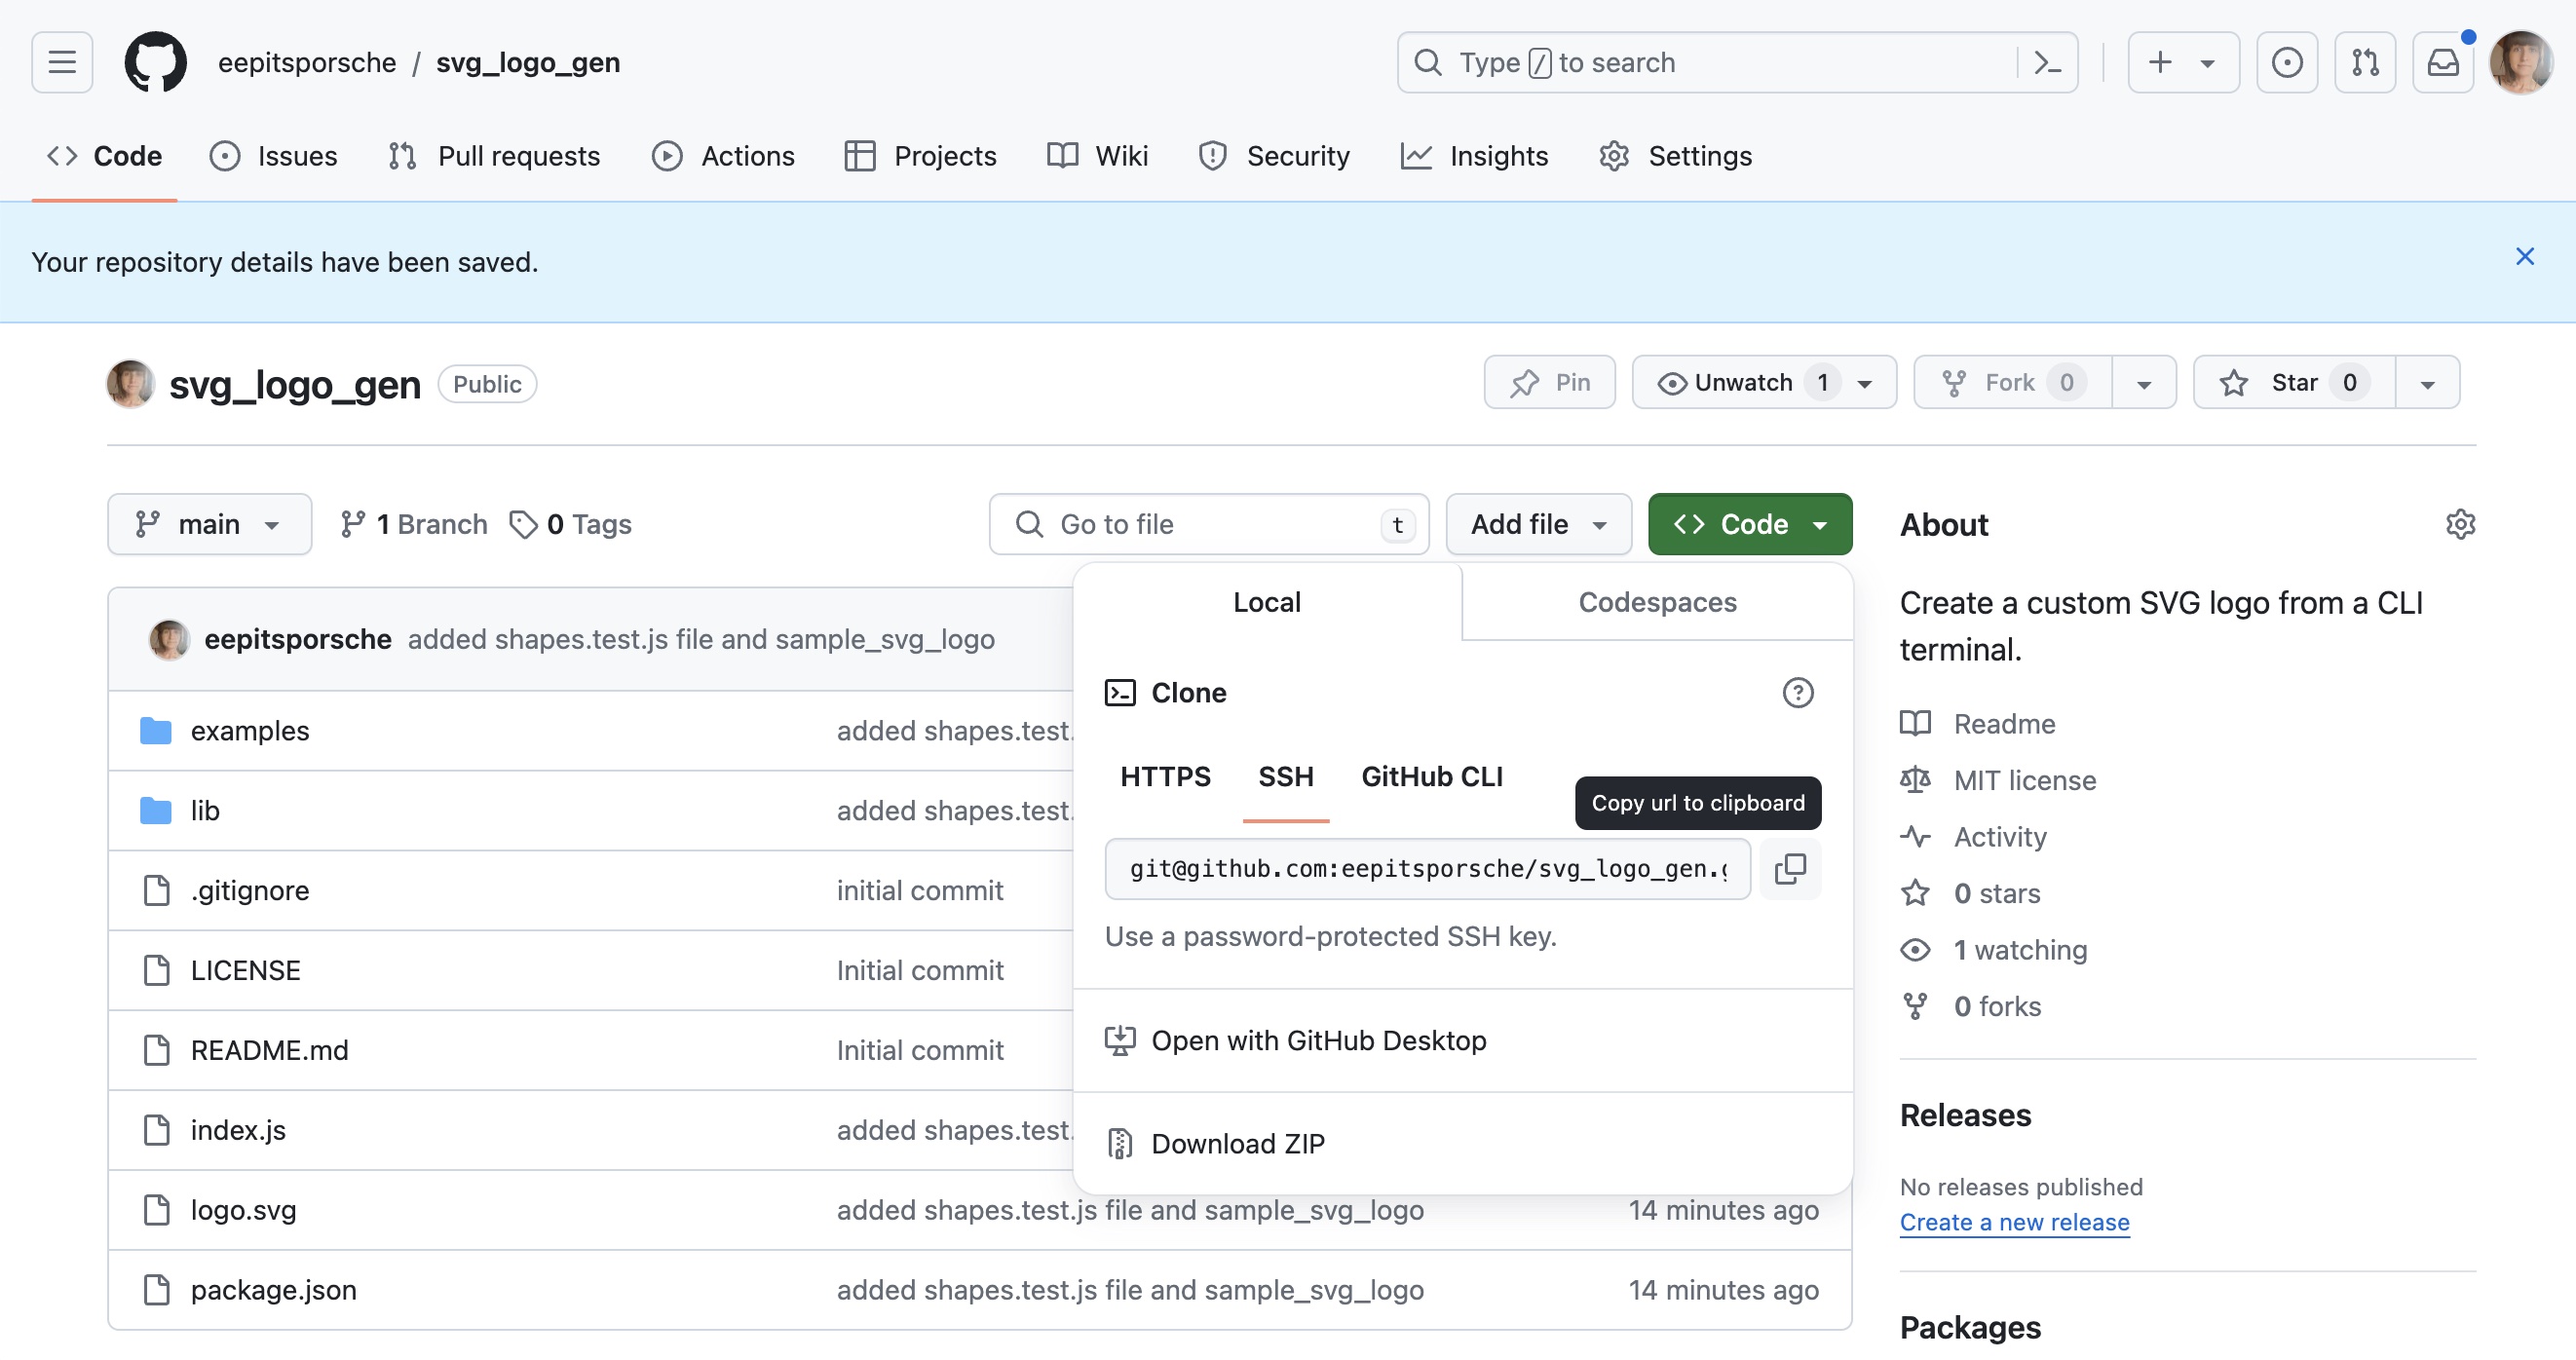 eepitsporsche / svg_logo_gen
Type / to search
Code Issues Pull requests Actions Projects Wiki Security Insights Settings
Your repository details have been saved.
svg_logo_gen Public
Pin Unwatch 1 Fork 0 Star 0
main 1 Branch 0 Tags
Go to file t Add file Code
eepitsporsche added shapes.test.js file and sample_svg_logo
examples added shapes.test.
lib added shapes.test.
.gitignore initial commit
LICENSE Initial commit
README.md Initial commit
index.js added shapes.test.
logo.svg added shapes.test.js file and sample_svg_logo 14 minutes ago
package.json added shapes.test.js file and sample_svg_logo 14 minutes ago
Local Codespaces
Clone
HTTPS SSH GitHub CLI
Copy url to clipboard
git@github.com:eepitsporsche/svg_logo_gen.g
Use a password-protected SSH key.
Open with GitHub Desktop
Download ZIP
About
Create a custom SVG logo from a CLI
terminal.
Readme
MIT license
Activity
0 stars
1 watching
0 forks
Releases
No releases published
Create a new release
Packages